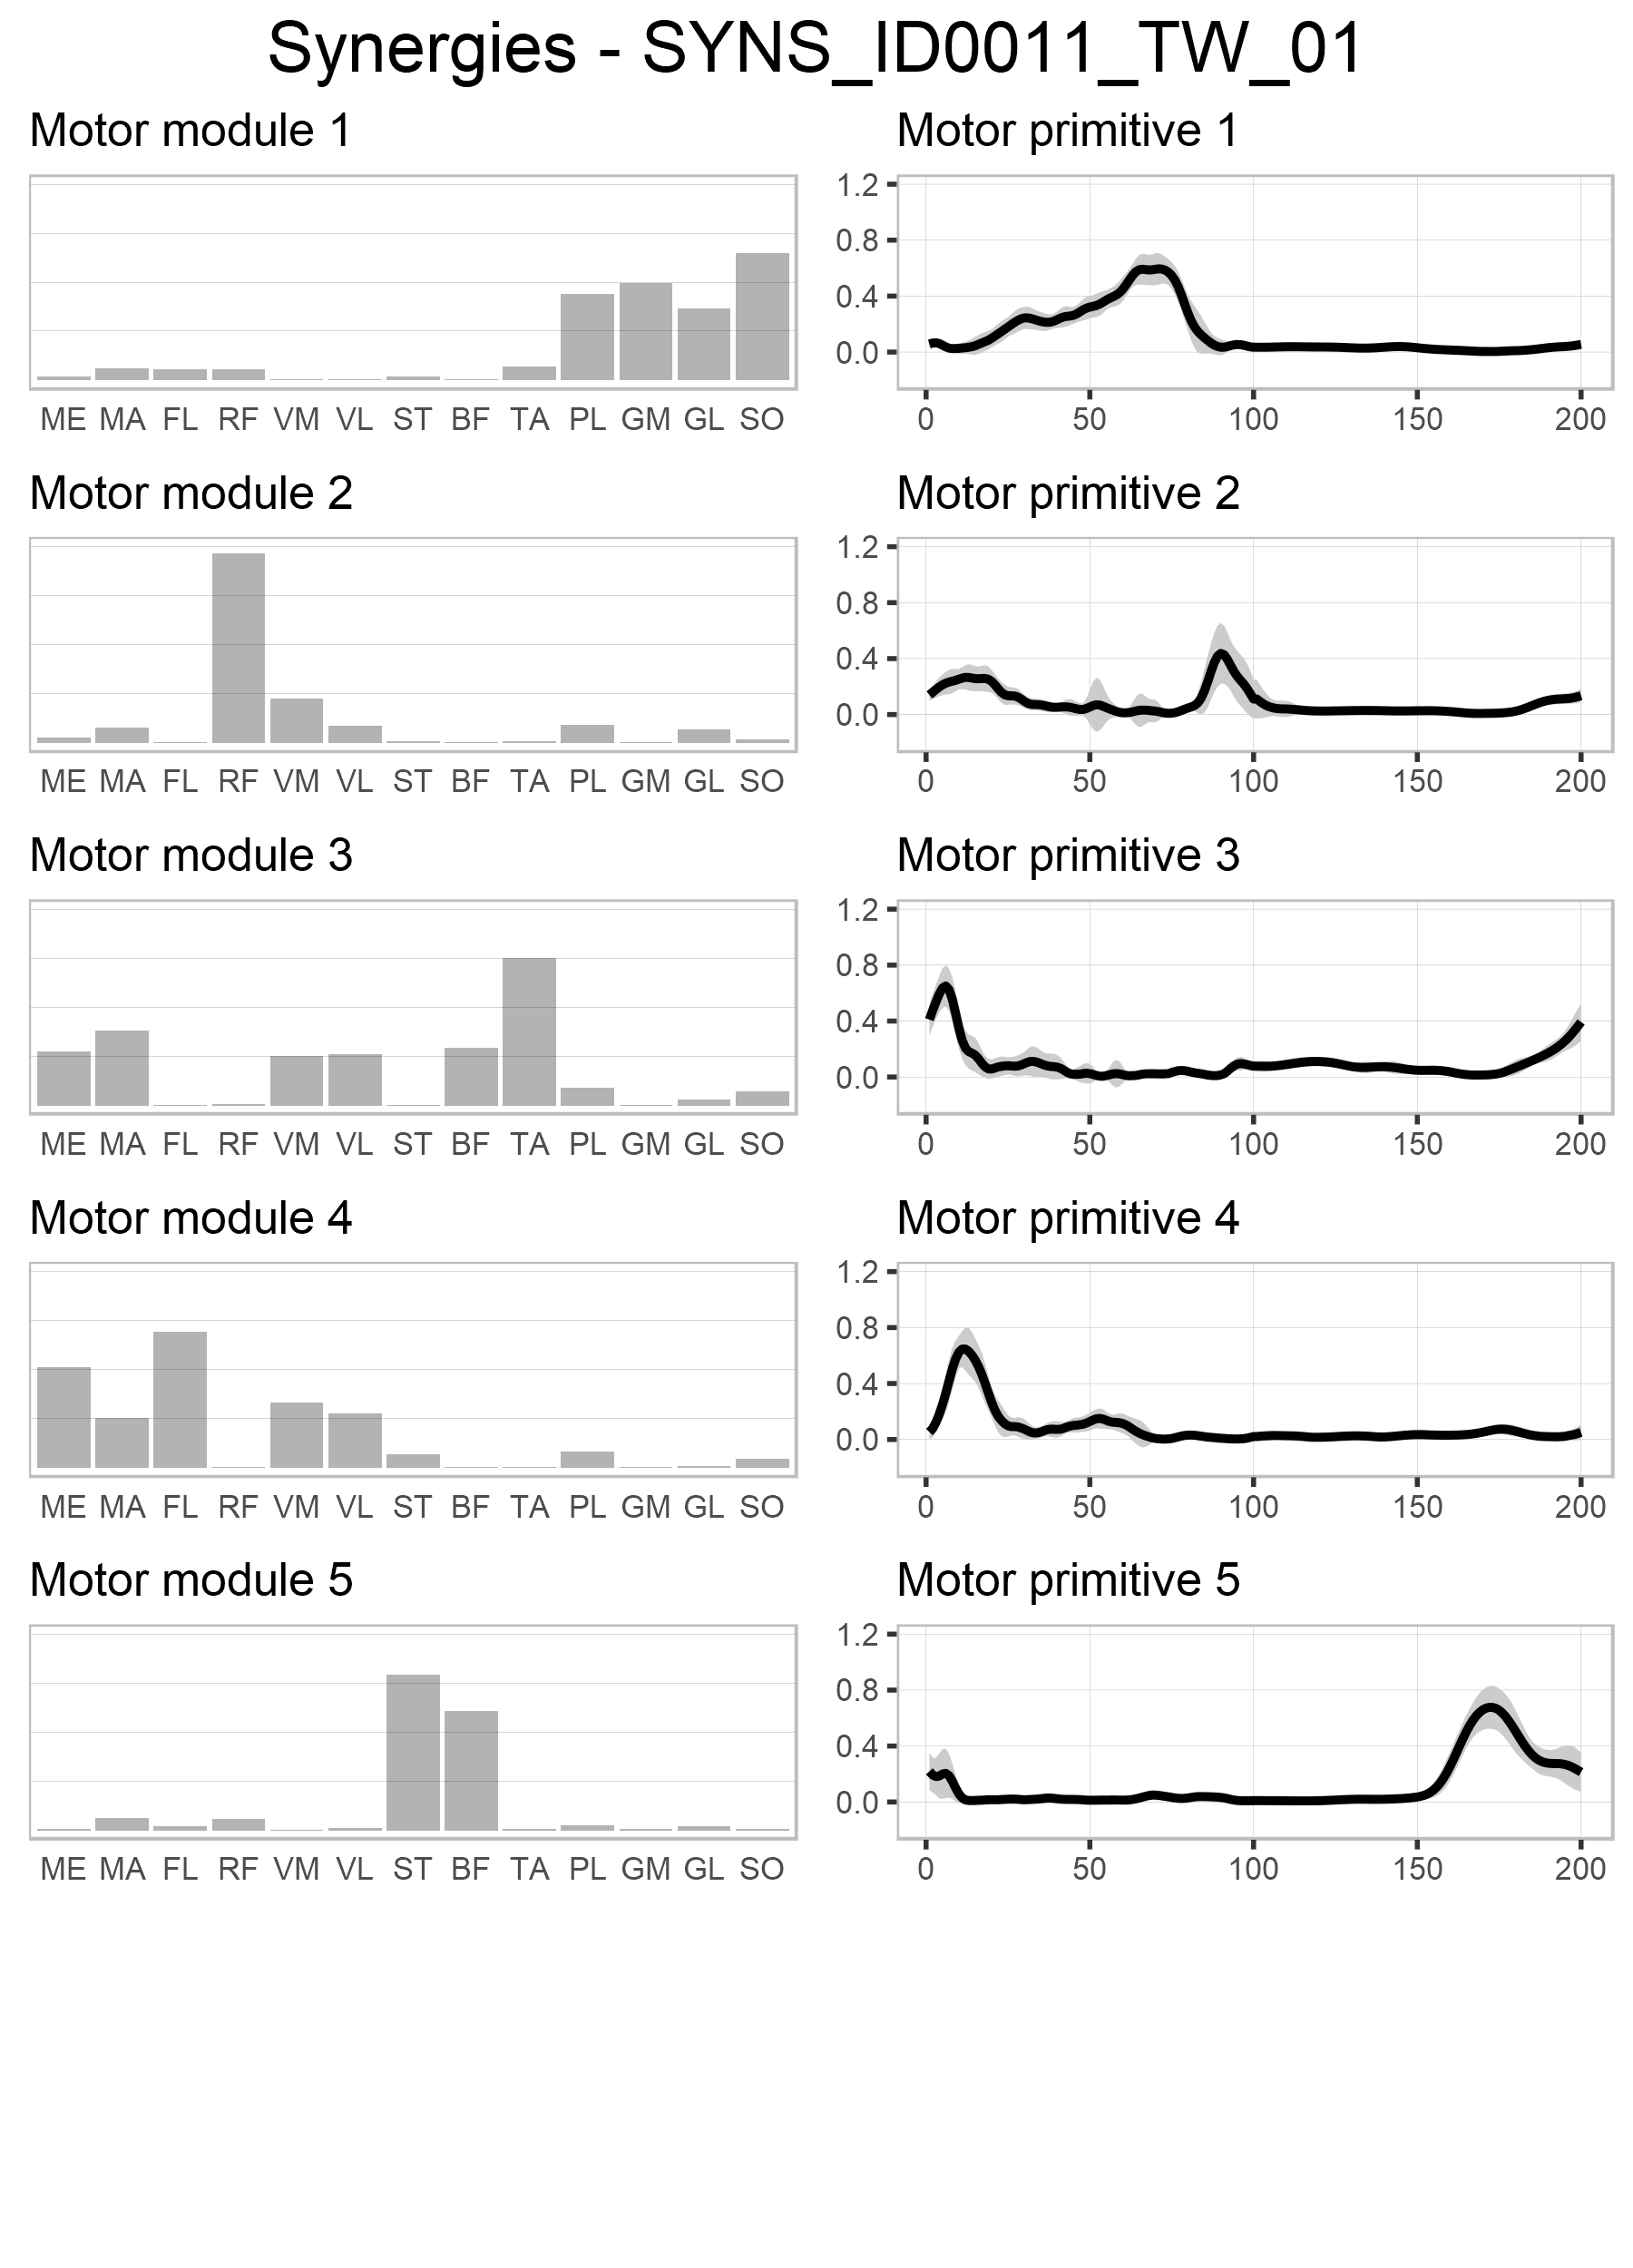 Synergies - SYNS_ID0011_TW_01
Motor module 1
Motor primitive 1
1.2
0.8
0.4
0.0
ME MA FL RF VM VL ST BF TA PL GM GL SO
0 50 100 150 200
Motor module 2
Motor primitive 2
1.2
0.8
0.4
0.0
ME MA FL RF VM VL ST BF TA PL GM GL SO
0 50 100 150 200
Motor module 3
Motor primitive 3
1.2
0.8
0.4
0.0
ME MA FL RF VM VL ST BF TA PL GM GL SO
0 50 100 150 200
Motor module 4
Motor primitive 4
1.2
0.8
0.4
0.0
ME MA FL RF VM VL ST BF TA PL GM GL SO
0 50 100 150 200
Motor module 5
Motor primitive 5
1.2
0.8
0.4
0.0
ME MA FL RF VM VL ST BF TA PL GM GL SO
0 50 100 150 200